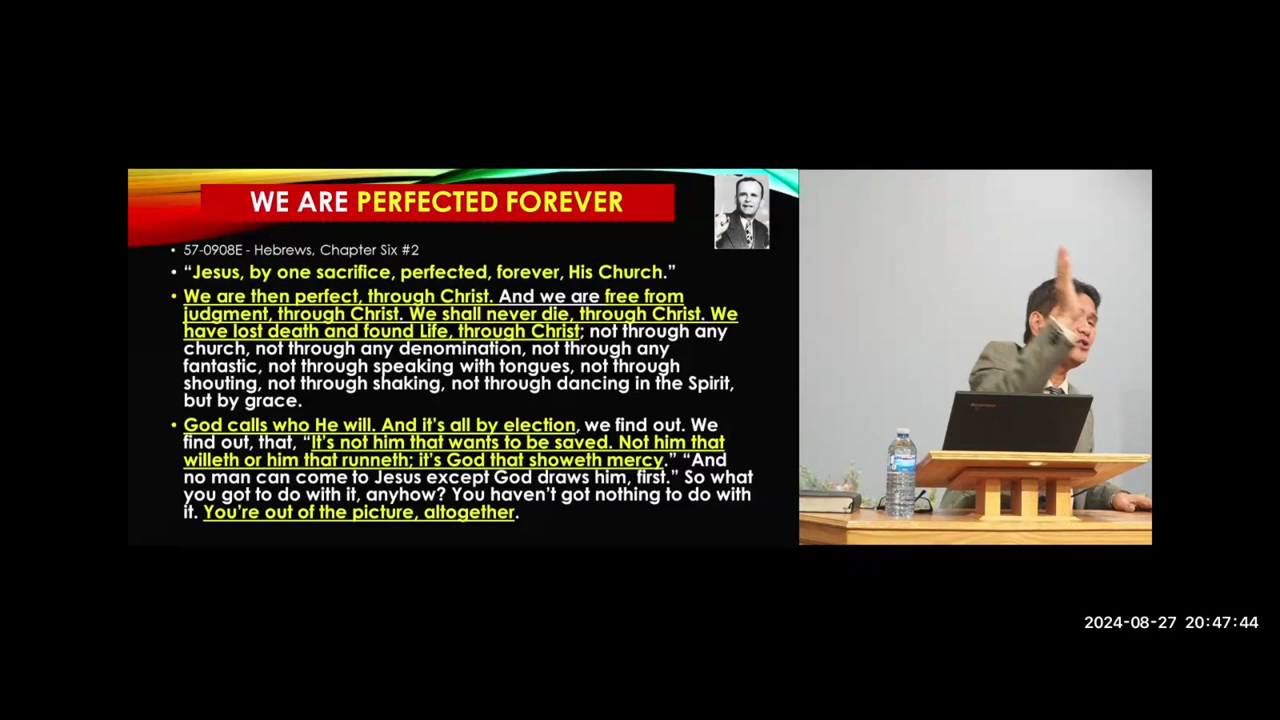 WE ARE PERFECTED FOREVER
• 57-0908E - Hebrews, Chapter Six #2
• “Jesus, by one sacrifice, perfected, forever, His Church.”
• We are then perfect, through Christ. And we are free from
judgment, through Christ. We shall never die, through Christ. We
have lost death and found Life, through Christ; not through any
church, not through any denomination, not through any
fantastic, not through speaking with tongues, not through
shouting, not through shaking, not through dancing in the Spirit,
but by grace.
• God calls who He will. And it’s all by election, we find out. We
find out, that, “It’s not him that wants to be saved. Not him that
willeth or him that runneth; it’s God that showeth mercy.” “And
no man can come to Jesus except God draws him, first.” So what
you got to do with it, anyhow? You haven’t got nothing to do with
it. You’re out of the picture, altogether.
2024-08-27 20:47:44